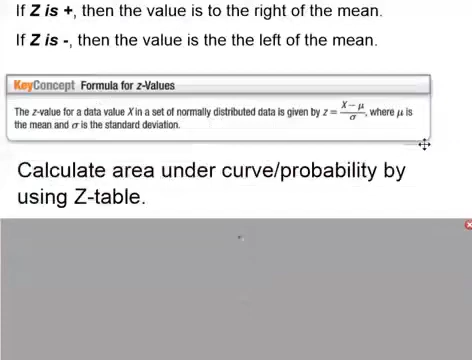 If Z is +, then the value is to the right of the mean.
If Z is -, then the value is the the left of the mean.
KeyConcept Formula for z-Values
The z-value for a data value X in a set of normally distributed data is given by z = (X − μ)/σ, where μ is
the mean and σ is the standard deviation.
Calculate area under curve/probability by
using Z-table.